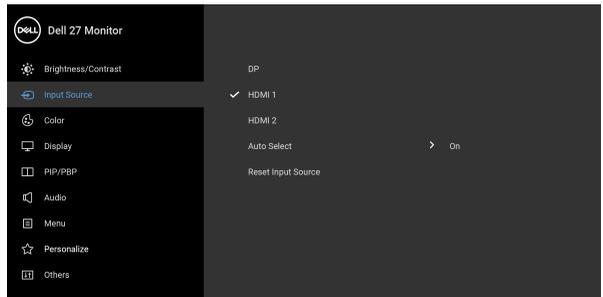 DELL Dell 27 Monitor
Brightness/Contrast
Input Source
Color
Display
PIP/PBP
Audio
Menu
Personalize
Others
DP
HDMI 1
HDMI 2
Auto Select On
Reset Input Source